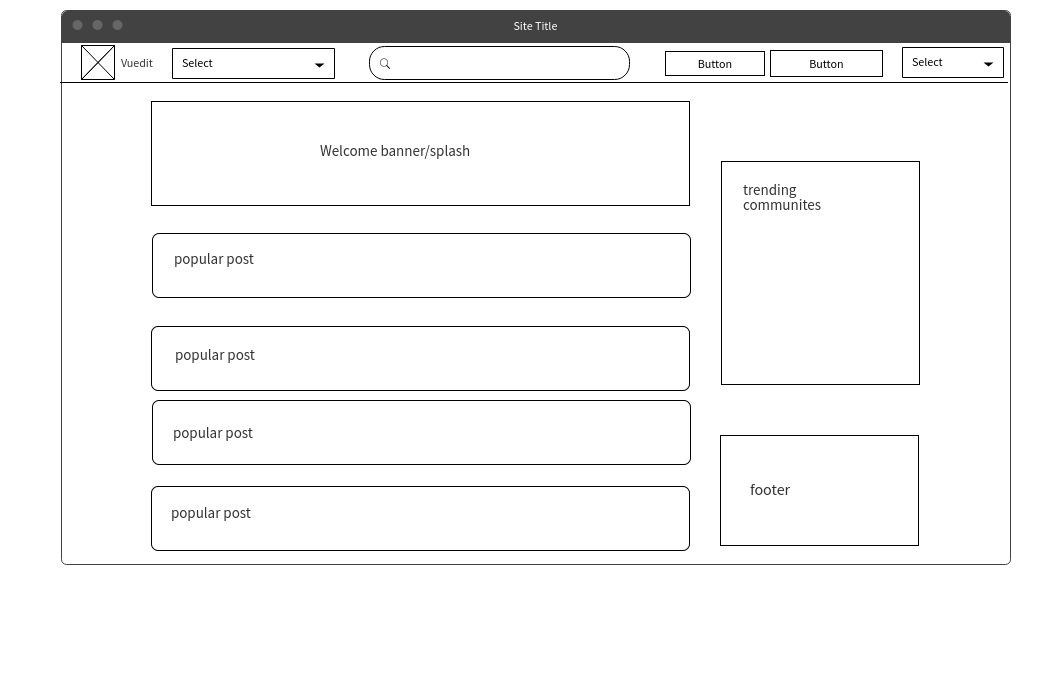 Site Title
Vuedit
Select
Button
Button
Select
Welcome banner/splash
trending
communites
popular post
popular post
popular post
popular post
footer